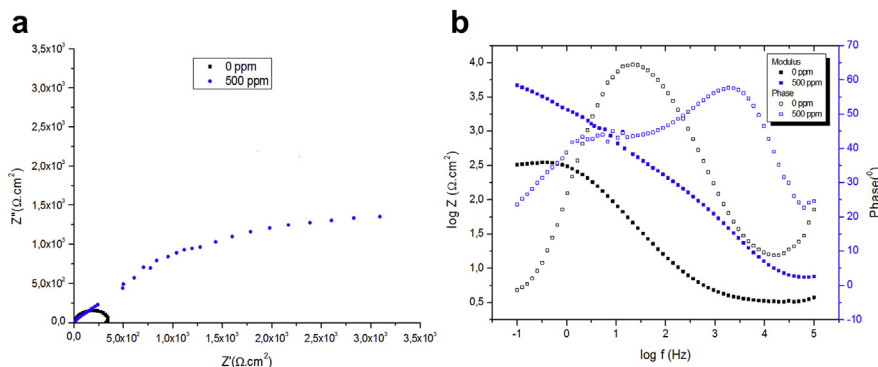 a
3,5x10³
3,0x10³
2,5x10³
2,0x10³
1,5x10³
1,0x10³
5,0x10²
0,0
Z''(Ω.cm²)
0 ppm
500 ppm
0,0 5,0x10² 1,0x10³ 1,5x10³ 2,0x10³ 2,5x10³ 3,0x10³ 3,5x10³
Z'(Ω.cm²)
b
4,5
4,0
3,5
3,0
2,5
2,0
1,5
1,0
0,5
log Z (Ω.cm²)
Modulus
0 ppm
500 ppm
Phase
0 ppm
500 ppm
70
60
50
40
30
20
10
0
-10
Phase(⁰)
-1 0 1 2 3 4 5
log f (Hz)